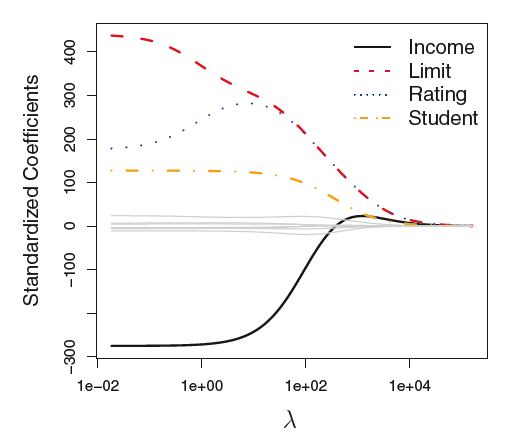 Income
Limit
Rating
Student
Standardized Coefficients
400
300
200
100
0
−100
−300
1e−02 1e+00 1e+02 1e+04
λ